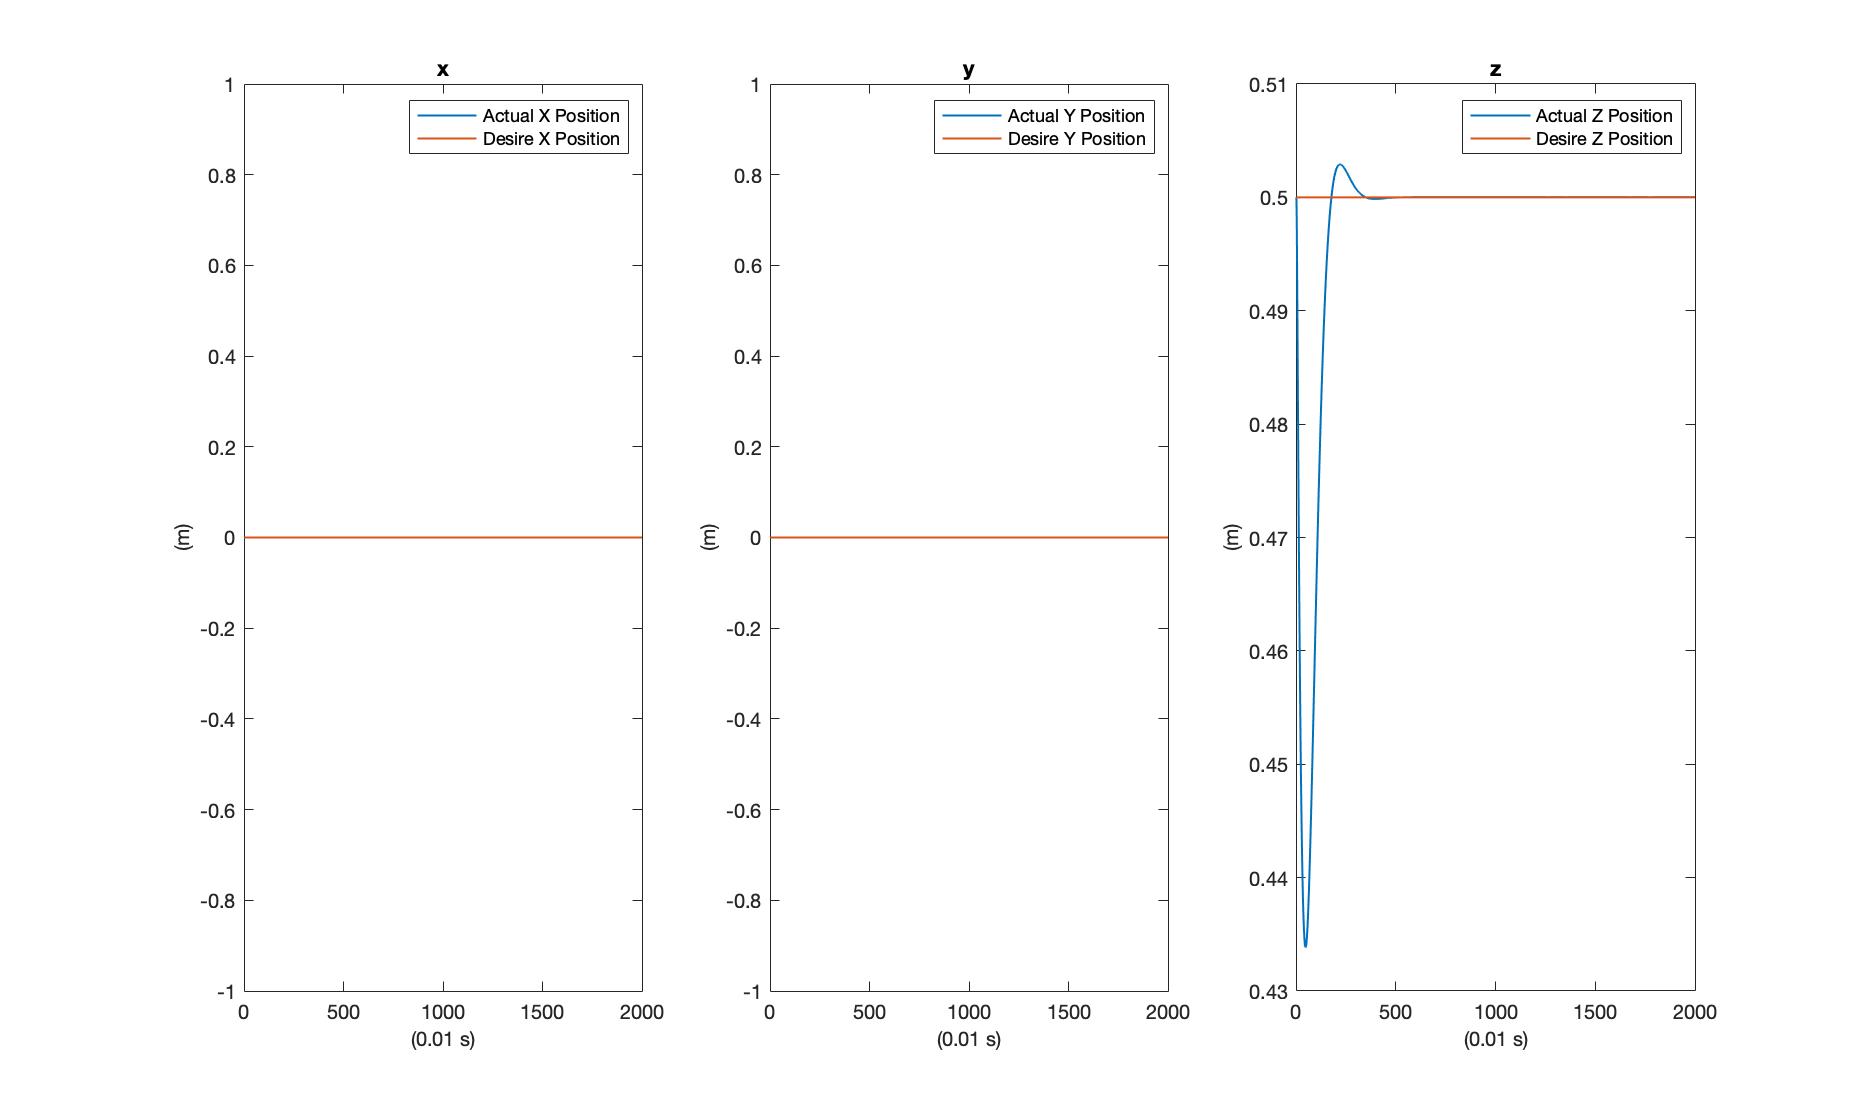 x
Actual X Position
Desire X Position
1
0.8
0.6
0.4
0.2
0
-0.2
-0.4
-0.6
-0.8
-1
(m)
0 500 1000 1500 2000
(0.01 s)
y
Actual Y Position
Desire Y Position
1
0.8
0.6
0.4
0.2
0
-0.2
-0.4
-0.6
-0.8
-1
(m)
0 500 1000 1500 2000
(0.01 s)
z
Actual Z Position
Desire Z Position
0.51
0.5
0.49
0.48
0.47
0.46
0.45
0.44
0.43
(m)
0 500 1000 1500 2000
(0.01 s)